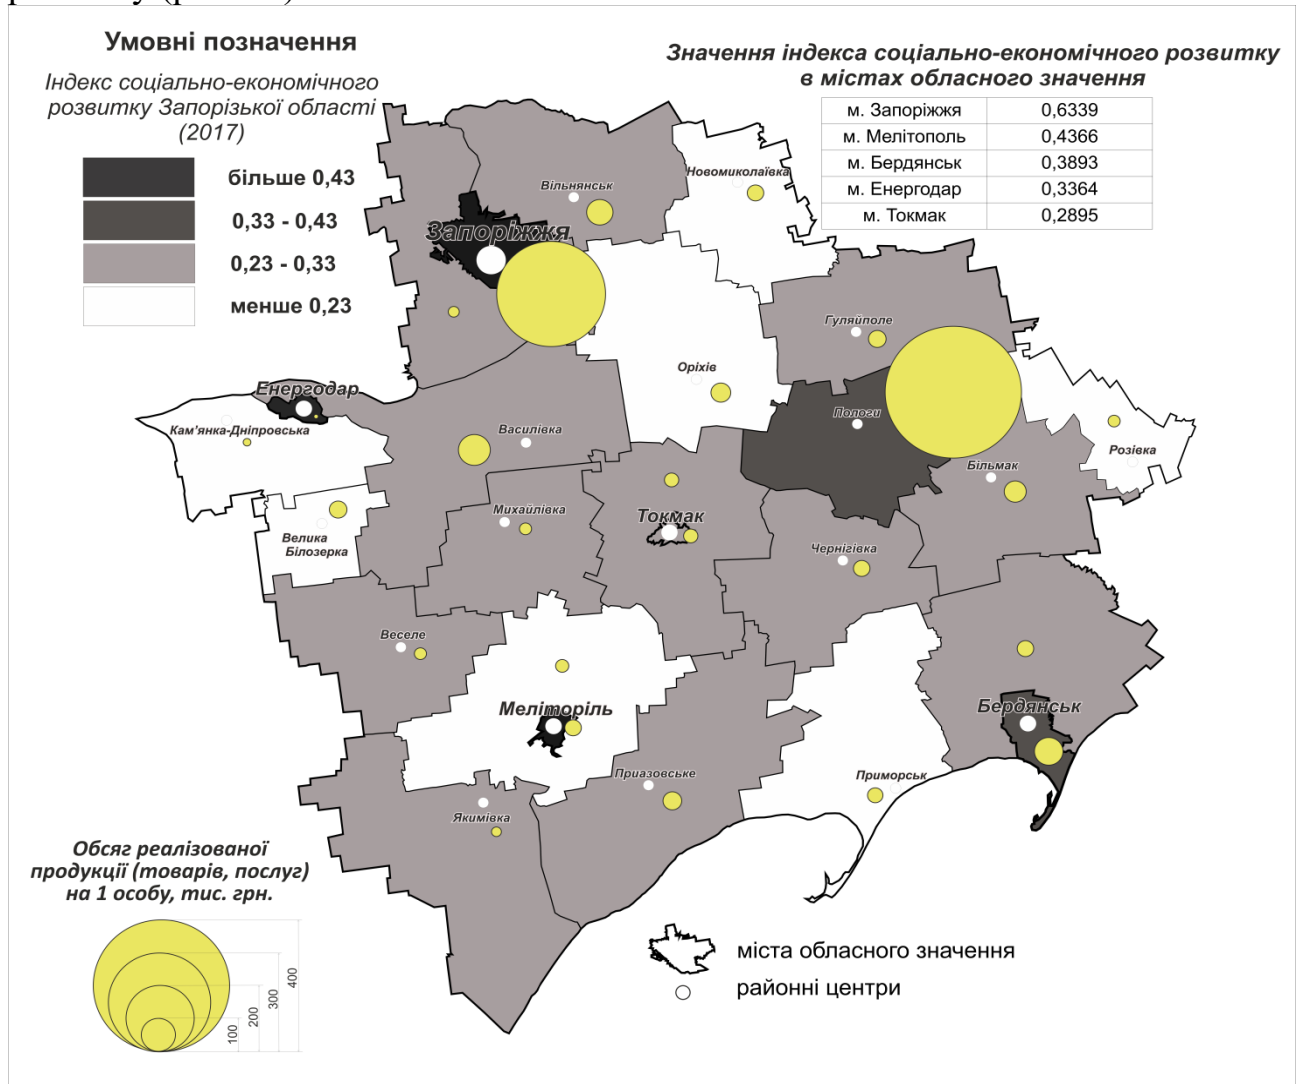 Умовні позначення
Індекс соціально-економічного
розвитку Запорізької області
(2017)
більше 0,43
0,33 - 0,43
0,23 - 0,33
менше 0,23
Значення індекса соціально-економічного розвитку
в містах обласного значення
м. Запоріжжя 0,6339
м. Мелітополь 0,4366
м. Бердянськ 0,3893
м. Енергодар 0,3364
м. Токмак 0,2895
Новомиколаївка
Вільнянськ
Запоріжжя
Гуляйполе
Оріхів
Енергодар
Пологи
Кам'янка-Дніпровська
Василівка
Розівка
Більмак
Михайлівка
Токмак
Велика
Білозерка
Чернігівка
Веселе
Меліторіль
Бердянськ
Приазовське
Приморськ
Якимівка
Обсяг реалізованої
продукції (товарів, послуг)
на 1 особу, тис. грн.
100
200
300
400
міста обласного значення
районні центри